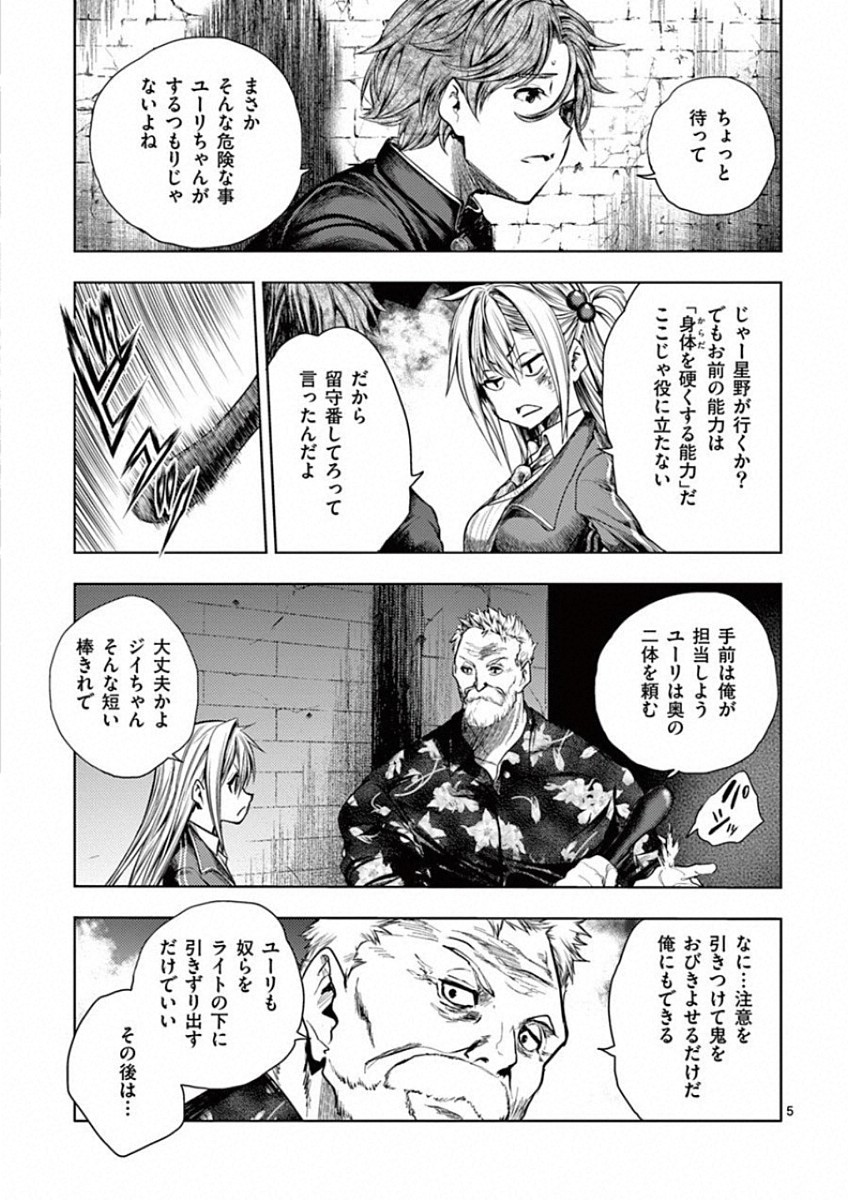 ちょっと
待って
まさか
そんな危険な事
ユーリちゃんが
するつもりじゃ
ないよね
じゃー星野が行くか？
でもお前の能力は
「身体を硬くする能力」だ
からだ
ここじゃ役に立たない
だから
留守番してろって
言ったんだよ
手前は俺が
担当しよう
ユーリは奥の
二体を頼む
パシッ
大丈夫かよ
ジイちゃん
そんな短い
棒きれで
なに…注意を
引きつけて鬼を
おびきよせるだけだ
俺にもできる
ユーリも
奴らを
ライトの下に
引きずり出す
だけでいい
その後は…
5